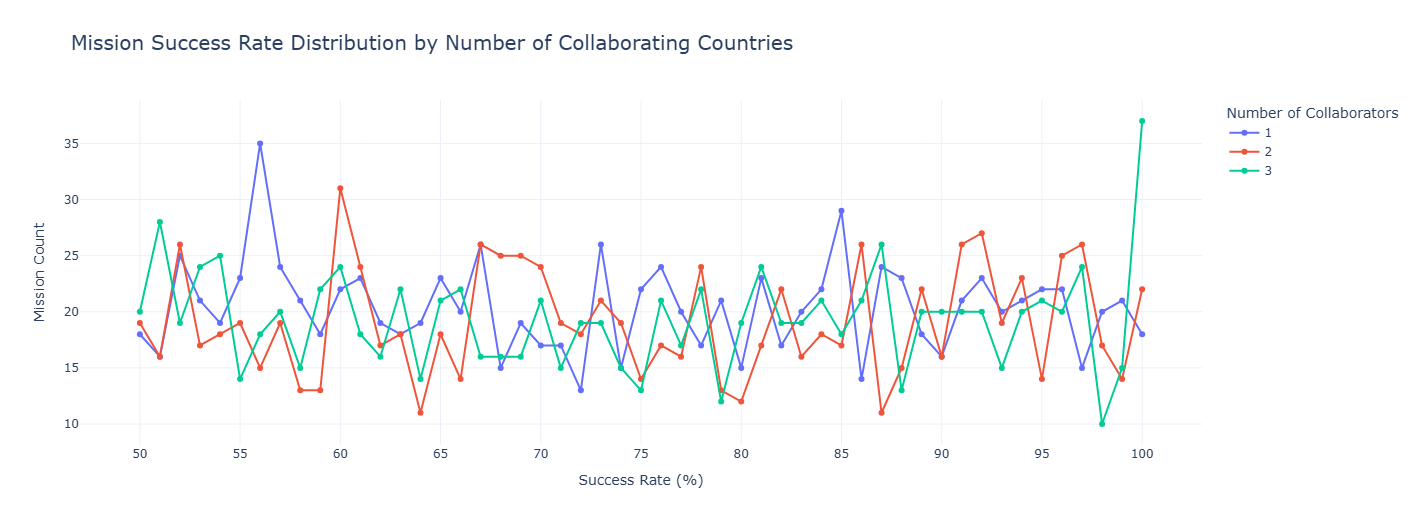 Mission Success Rate Distribution by Number of Collaborating Countries
Number of Collaborators
1
2
3
Mission Count
35
30
25
20
15
10
50 55 60 65 70 75 80 85 90 95 100
Success Rate (%)